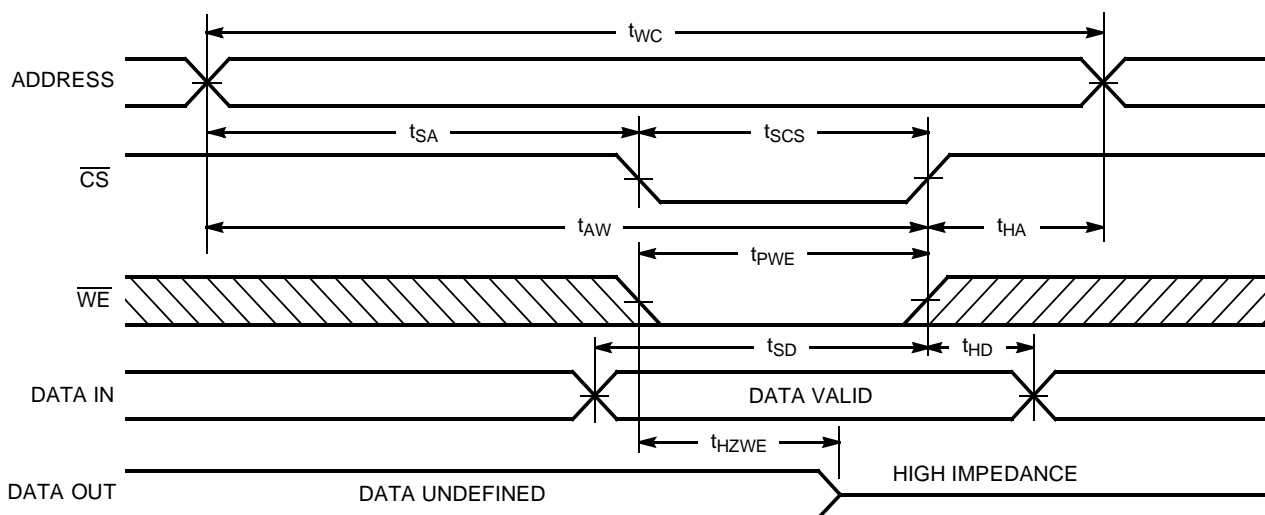 tWC
ADDRESS
tSA
tSCS
CS
tAW
tHA
tPWE
WE
tSD
tHD
DATA IN
DATA VALID
tHZWE
HIGH IMPEDANCE
DATA OUT
DATA UNDEFINED